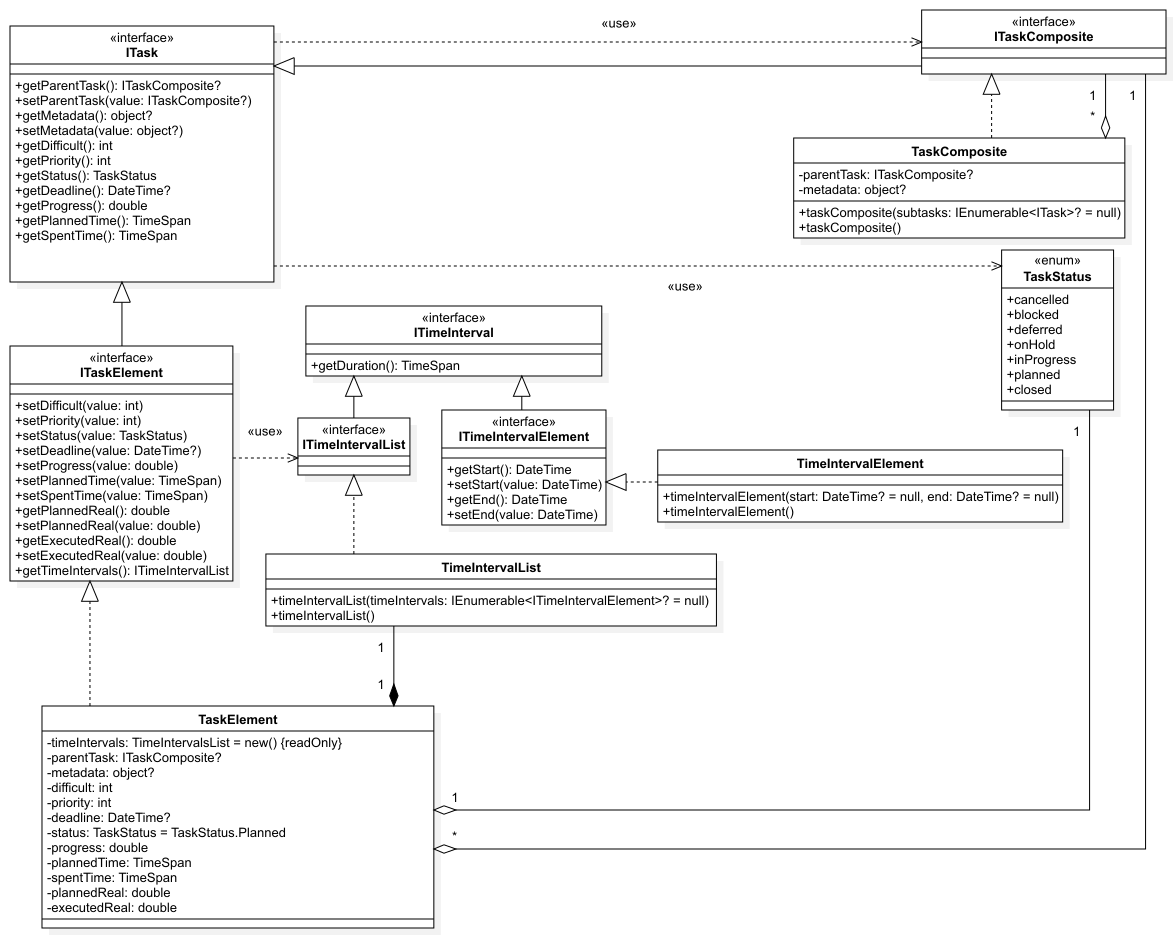 «interface»
ITask
+getParentTask(): ITaskComposite?
+setParentTask(value: ITaskComposite?)
+getMetadata(): object?
+setMetadata(value: object?)
+getDifficult(): int
+getPriority(): int
+getStatus(): TaskStatus
+getDeadline(): DateTime?
+getProgress(): double
+getPlannedTime(): TimeSpan
+getSpentTime(): TimeSpan
«use»
«interface»
ITaskComposite
1
1
*
TaskComposite
-parentTask: ITaskComposite?
-metadata: object?
+taskComposite(subtasks: IEnumerable<ITask>? = null)
+taskComposite()
«use»
«enum»
TaskStatus
+cancelled
+blocked
+deferred
+onHold
+inProgress
+planned
+closed
1
«interface»
ITimeInterval
+getDuration(): TimeSpan
«interface»
ITaskElement
+setDifficult(value: int)
+setPriority(value: int)
+setStatus(value: TaskStatus)
+setDeadline(value: DateTime?)
+setProgress(value: double)
+setPlannedTime(value: TimeSpan)
+setSpentTime(value: TimeSpan)
+getPlannedReal(): double
+setPlannedReal(value: double)
+getExecutedReal(): double
+setExecutedReal(value: double)
+getTimeIntervals(): ITimeIntervalList
«use»
«interface»
ITimeIntervalList
«interface»
ITimeIntervalElement
+getStart(): DateTime
+setStart(value: DateTime)
+getEnd(): DateTime
+setEnd(value: DateTime)
TimeIntervalElement
+timeIntervalElement(start: DateTime? = null, end: DateTime? = null)
+timeIntervalElement()
TimeIntervalList
+timeIntervalList(timeIntervals: IEnumerable<ITimeIntervalElement>? = null)
+timeIntervalList()
1
1
TaskElement
-timeIntervals: TimeIntervalsList = new() {readOnly}
-parentTask: ITaskComposite?
-metadata: object?
-difficult: int
-priority: int
-deadline: DateTime?
-status: TaskStatus = TaskStatus.Planned
-progress: double
-plannedTime: TimeSpan
-spentTime: TimeSpan
-plannedReal: double
-executedReal: double
1
*